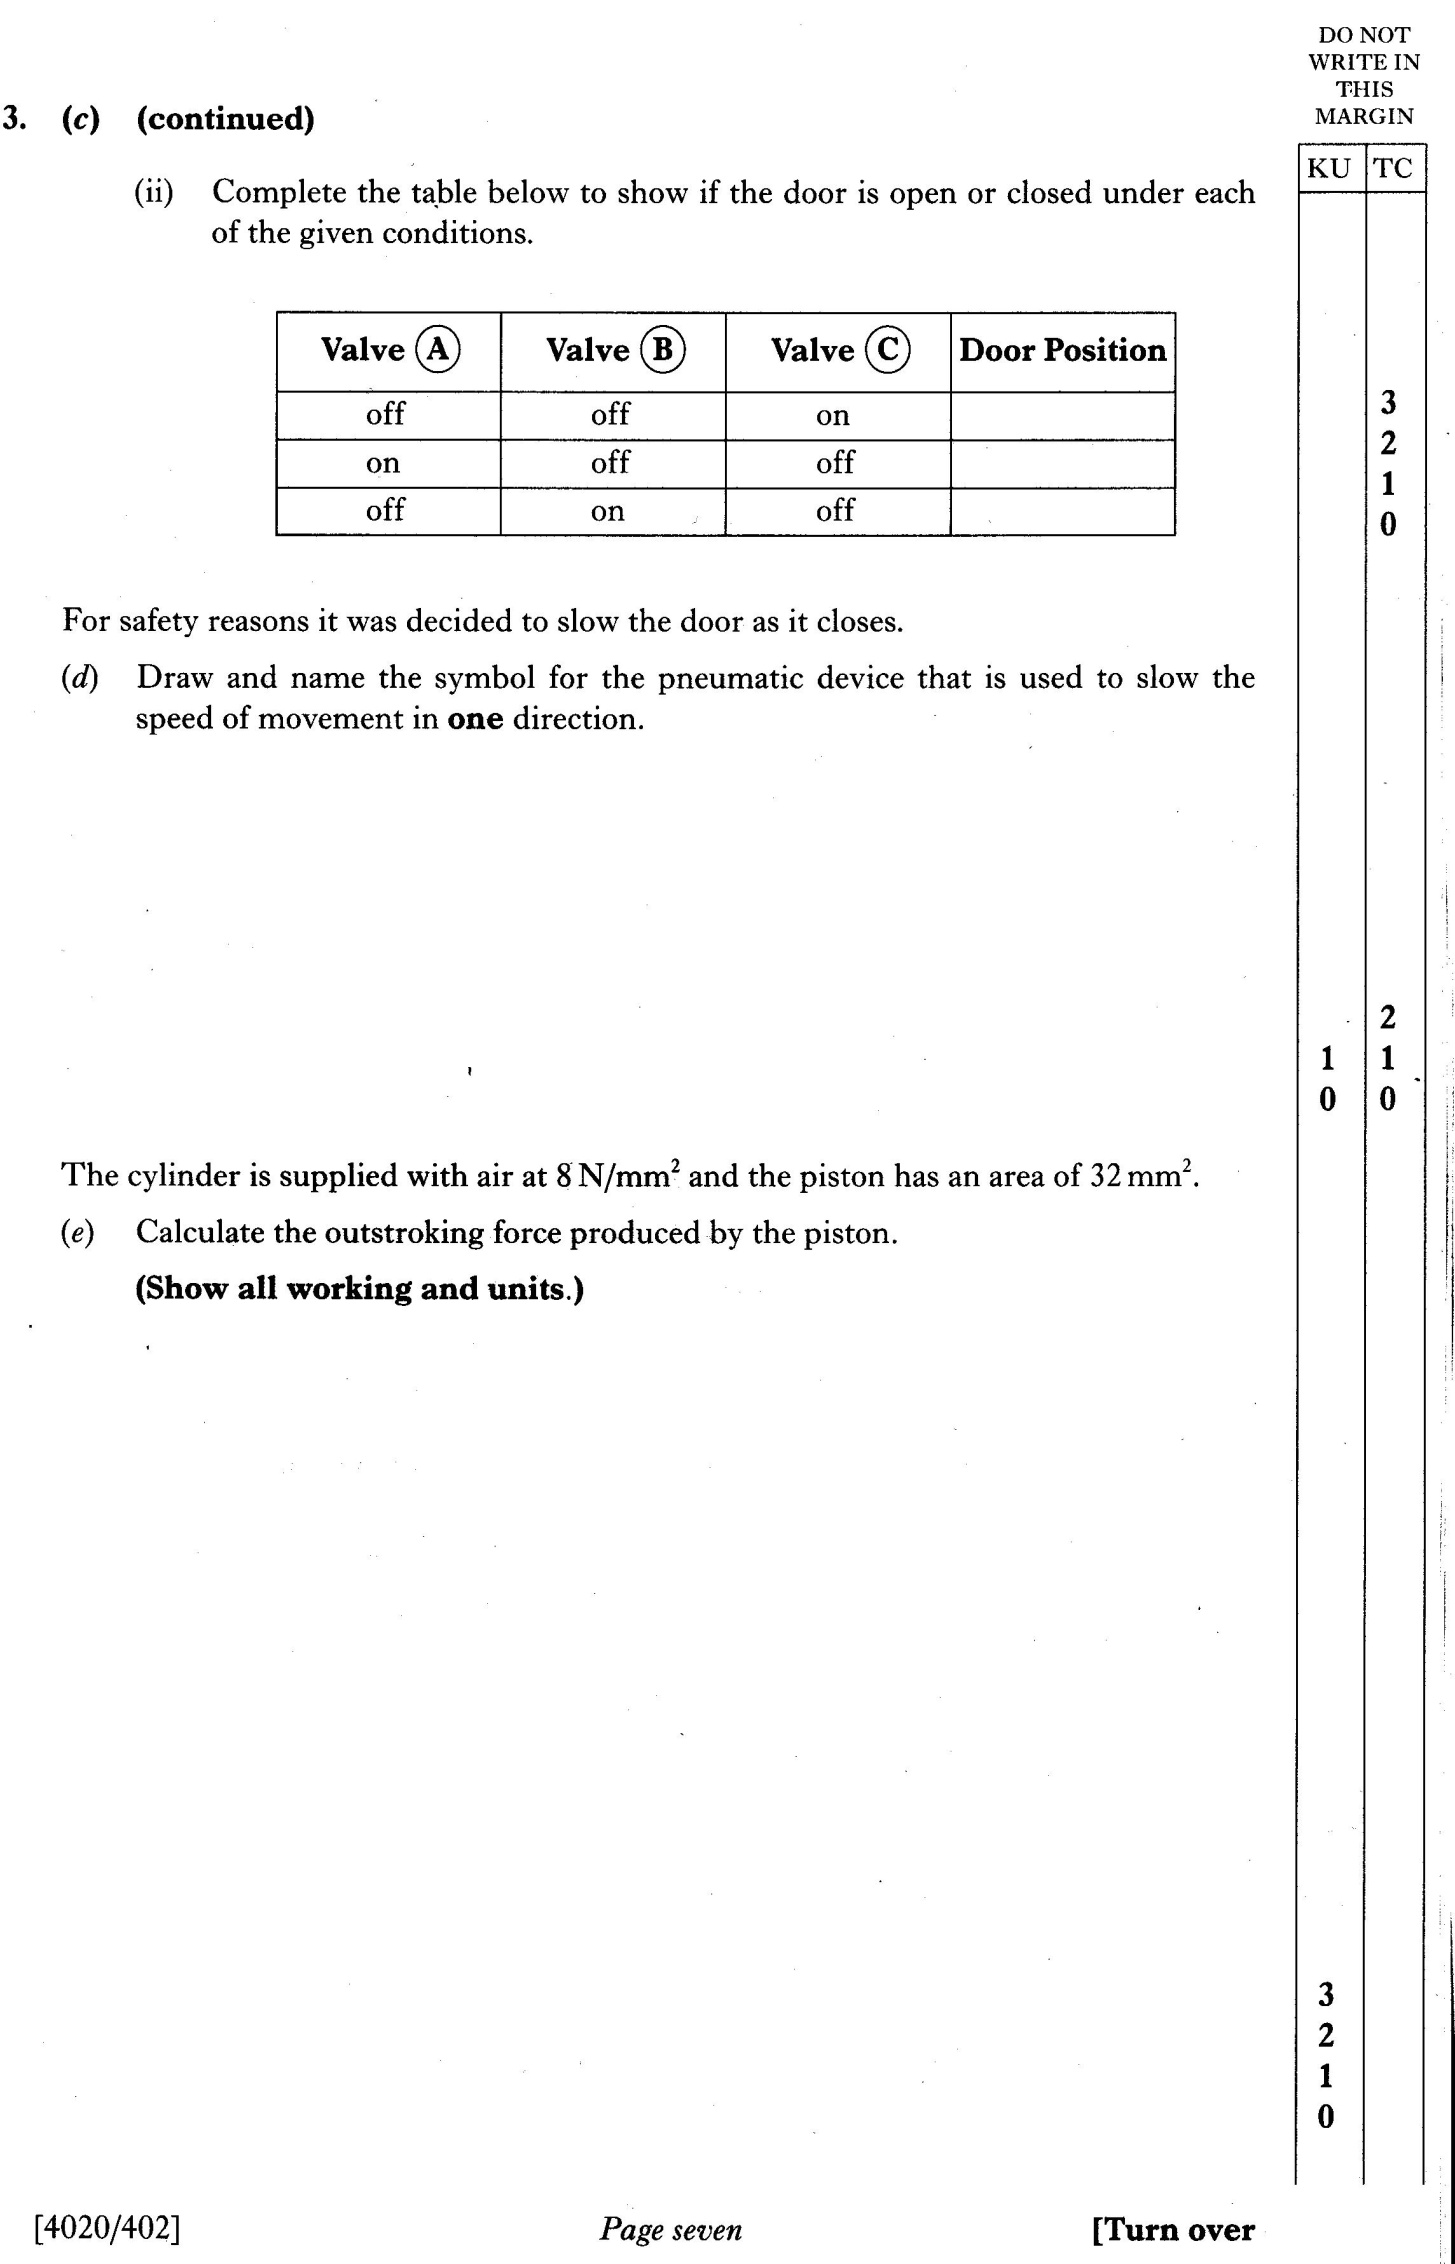 DO NOT
WRITE IN
THIS
MARGIN
KU TC
3. (c) (continued)
(ii) Complete the table below to show if the door is open or closed under each
of the given conditions.
Valve A Valve B Valve C Door Position
off off on
on off off
off on off
3
2
1
0
For safety reasons it was decided to slow the door as it closes.
(d) Draw and name the symbol for the pneumatic device that is used to slow the
speed of movement in one direction.
2
1 1
0 0
The cylinder is supplied with air at 8 N/mm² and the piston has an area of 32 mm².
(e) Calculate the outstroking force produced by the piston.
(Show all working and units.)
3
2
1
0
[4020/402] Page seven [Turn over